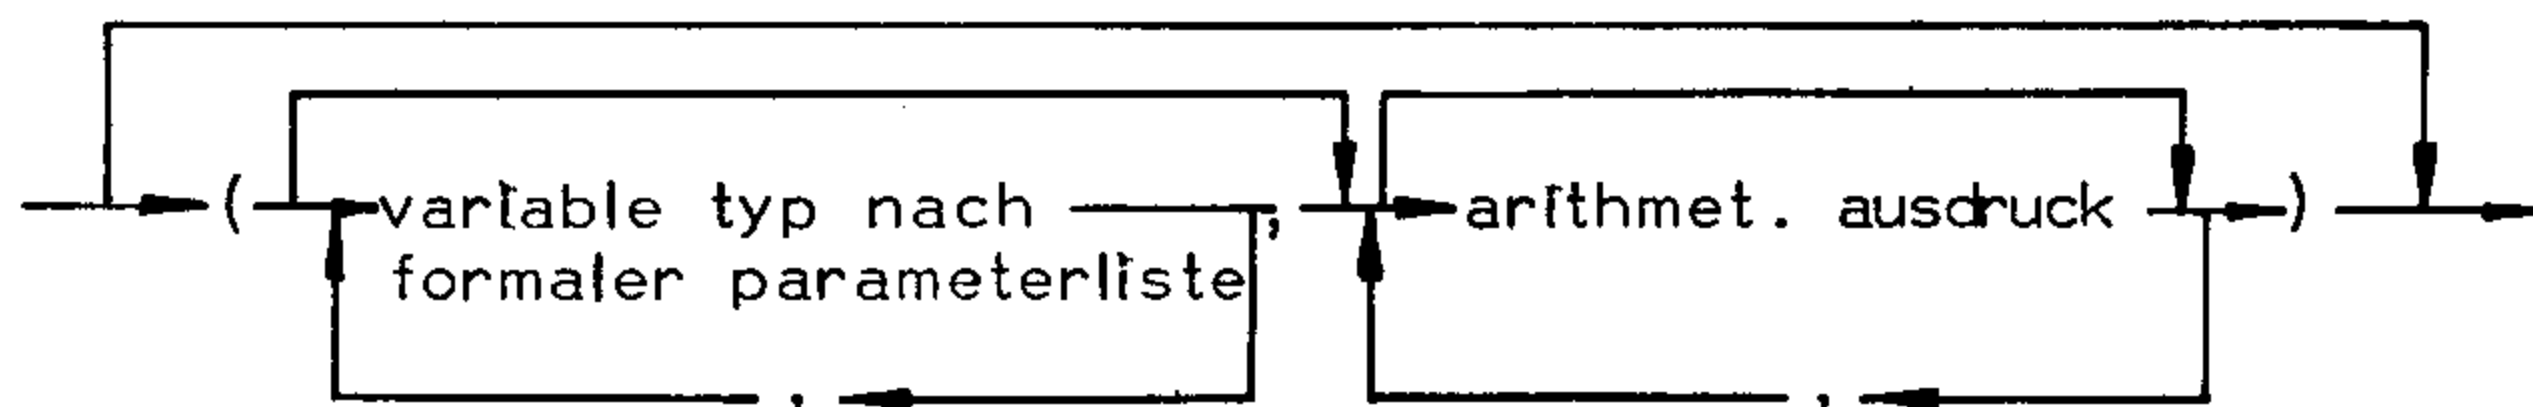 ( variable typ nach , arithmet. ausdruck )
formaler parameterliste
, ,